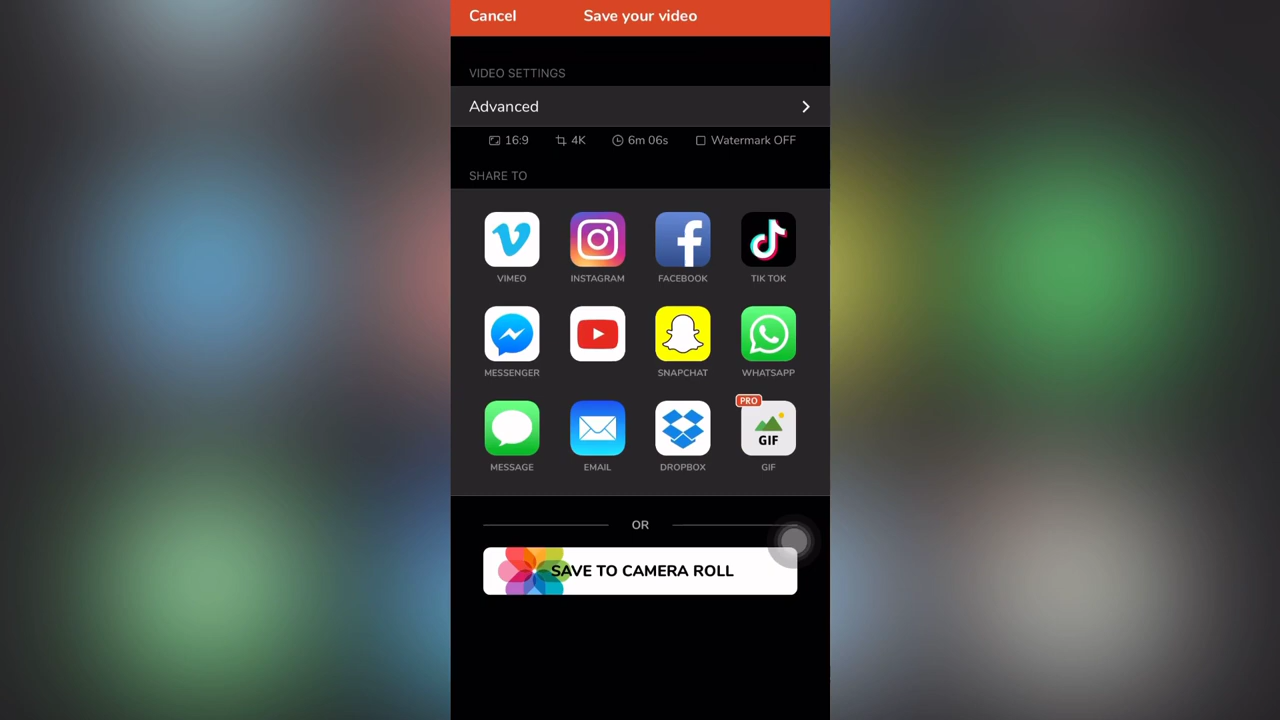 Cancel
Save your video
VIDEO SETTINGS
Advanced
16:9 4K 6m 06s Watermark OFF
SHARE TO
VIMEO INSTAGRAM FACEBOOK TIK TOK
MESSENGER SNAPCHAT WHATSAPP
PRO
GIF
MESSAGE EMAIL DROPBOX GIF
OR
SAVE TO CAMERA ROLL